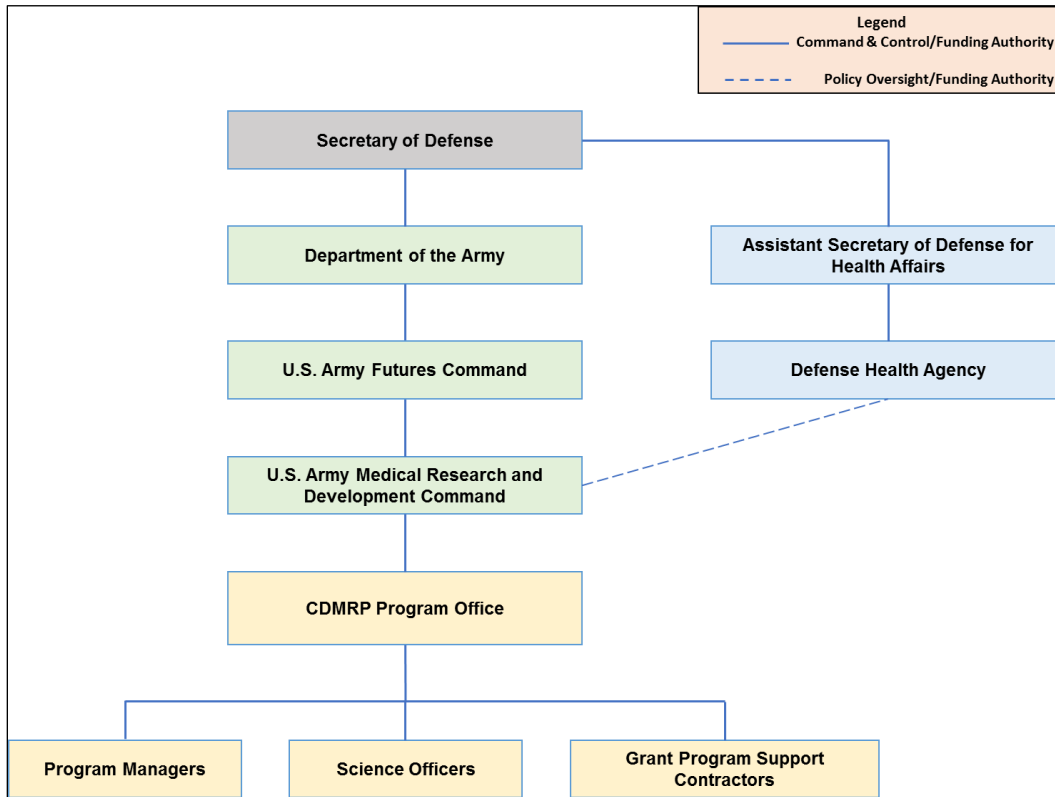 Legend
Command & Control/Funding Authority
Policy Oversight/Funding Authority
Secretary of Defense
Department of the Army
Assistant Secretary of Defense for
Health Affairs
U.S. Army Futures Command
Defense Health Agency
U.S. Army Medical Research and
Development Command
CDMRP Program Office
Program Managers
Science Officers
Grant Program Support
Contractors